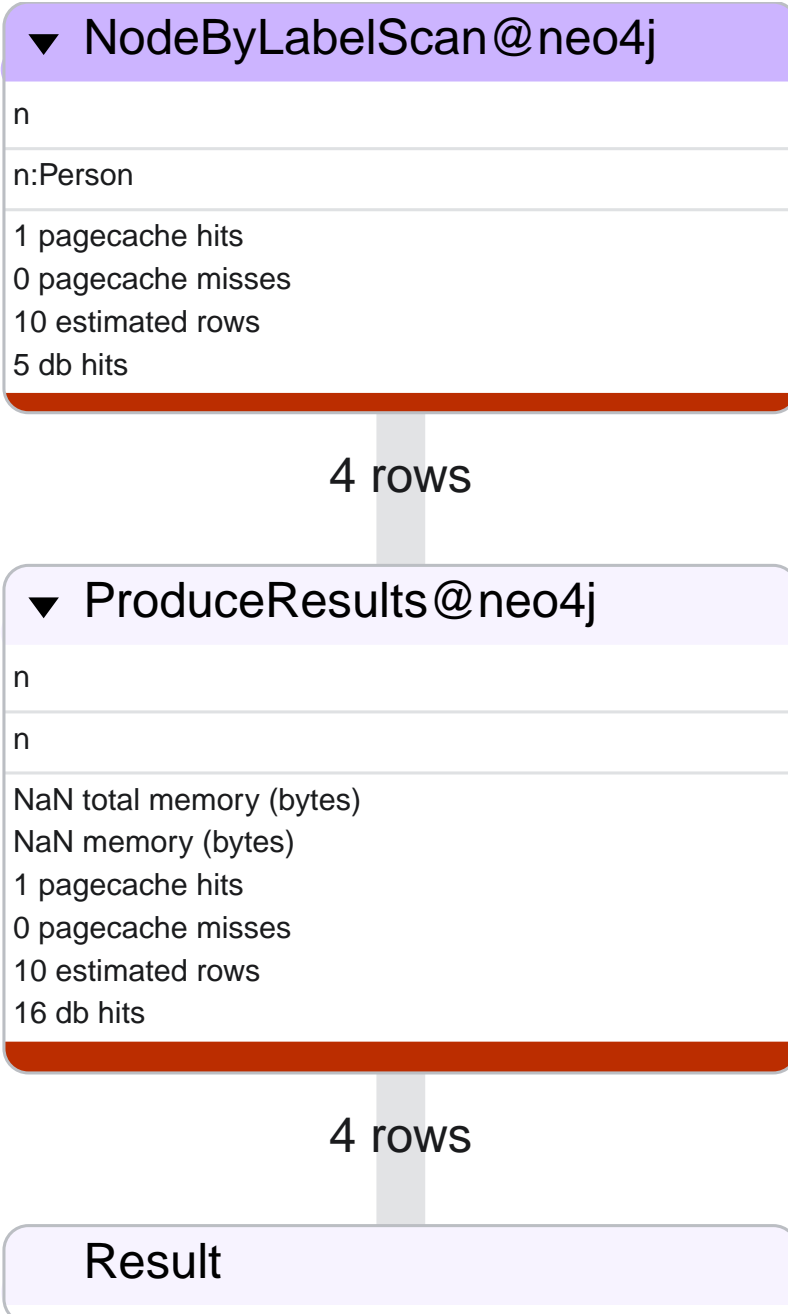 NodeByLabelScan@neo4j
n
n:Person
1 pagecache hits
0 pagecache misses
10 estimated rows
5 db hits
4 rows
ProduceResults@neo4j
n
n
NaN total memory (bytes)
NaN memory (bytes)
1 pagecache hits
0 pagecache misses
10 estimated rows
16 db hits
4 rows
Result